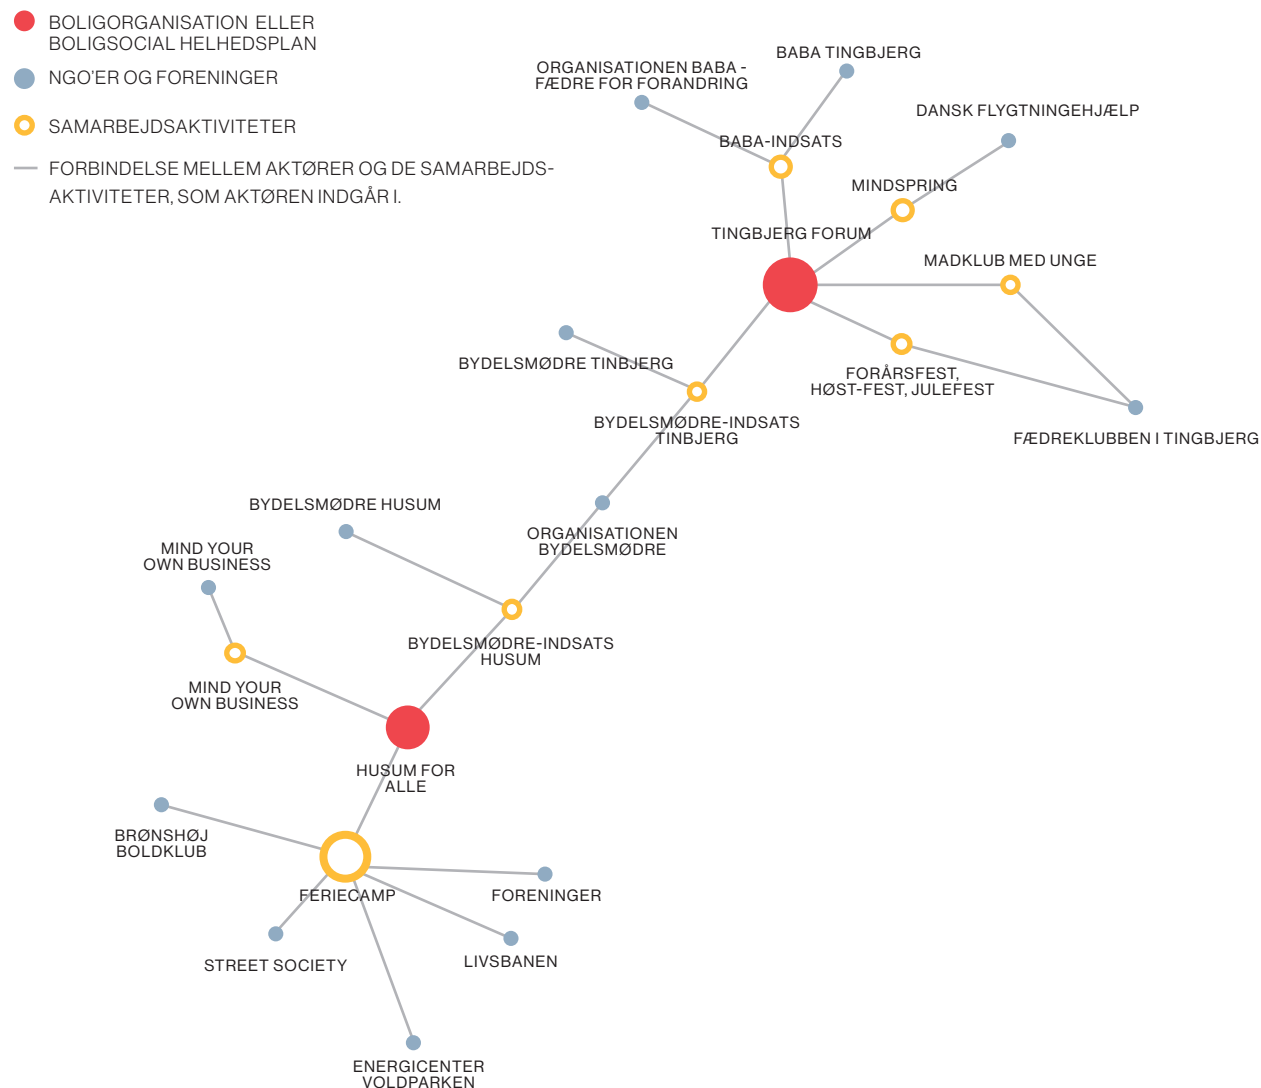 BOLIGORGANISATION ELLER
BOLIGSOCIAL HELHEDSPLAN
NGO'ER OG FORENINGER
SAMARBEJDSAKTIVITETER
FORBINDELSE MELLEM AKTØRER OG DE SAMARBEJDS-
AKTIVITETER, SOM AKTØREN INDGÅR I.
BABA TINGBJERG
ORGANISATIONEN BABA -
FÆDRE FOR FORANDRING
DANSK FLYGTNINGEHJÆLP
BABA-INDSATS
MINDSPRING
TINGBJERG FORUM
MADKLUB MED UNGE
BYDELSMØDRE TINBJERG
FORÅRSFEST,
HØST-FEST, JULEFEST
BYDELSMØDRE-INDSATS
TINBJERG
FÆDREKLUBBEN I TINGBJERG
BYDELSMØDRE HUSUM
ORGANISATIONEN
BYDELSMØDRE
MIND YOUR
OWN BUSINESS
BYDELSMØDRE-INDSATS
HUSUM
MIND YOUR
OWN BUSINESS
HUSUM FOR
ALLE
BRØNSHØJ
BOLDKLUB
FERIECAMP
FORENINGER
STREET SOCIETY
LIVSBANEN
ENERGICENTER
VOLDPARKEN